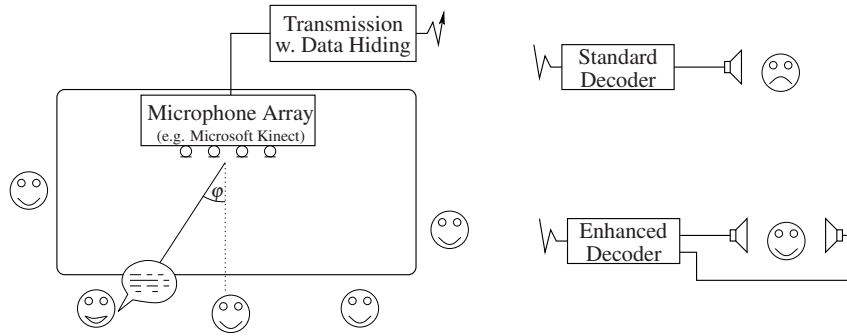 Transmission
w. Data Hiding
Microphone Array
(e.g. Microsoft Kinect)
φ
Standard
Decoder
Enhanced
Decoder